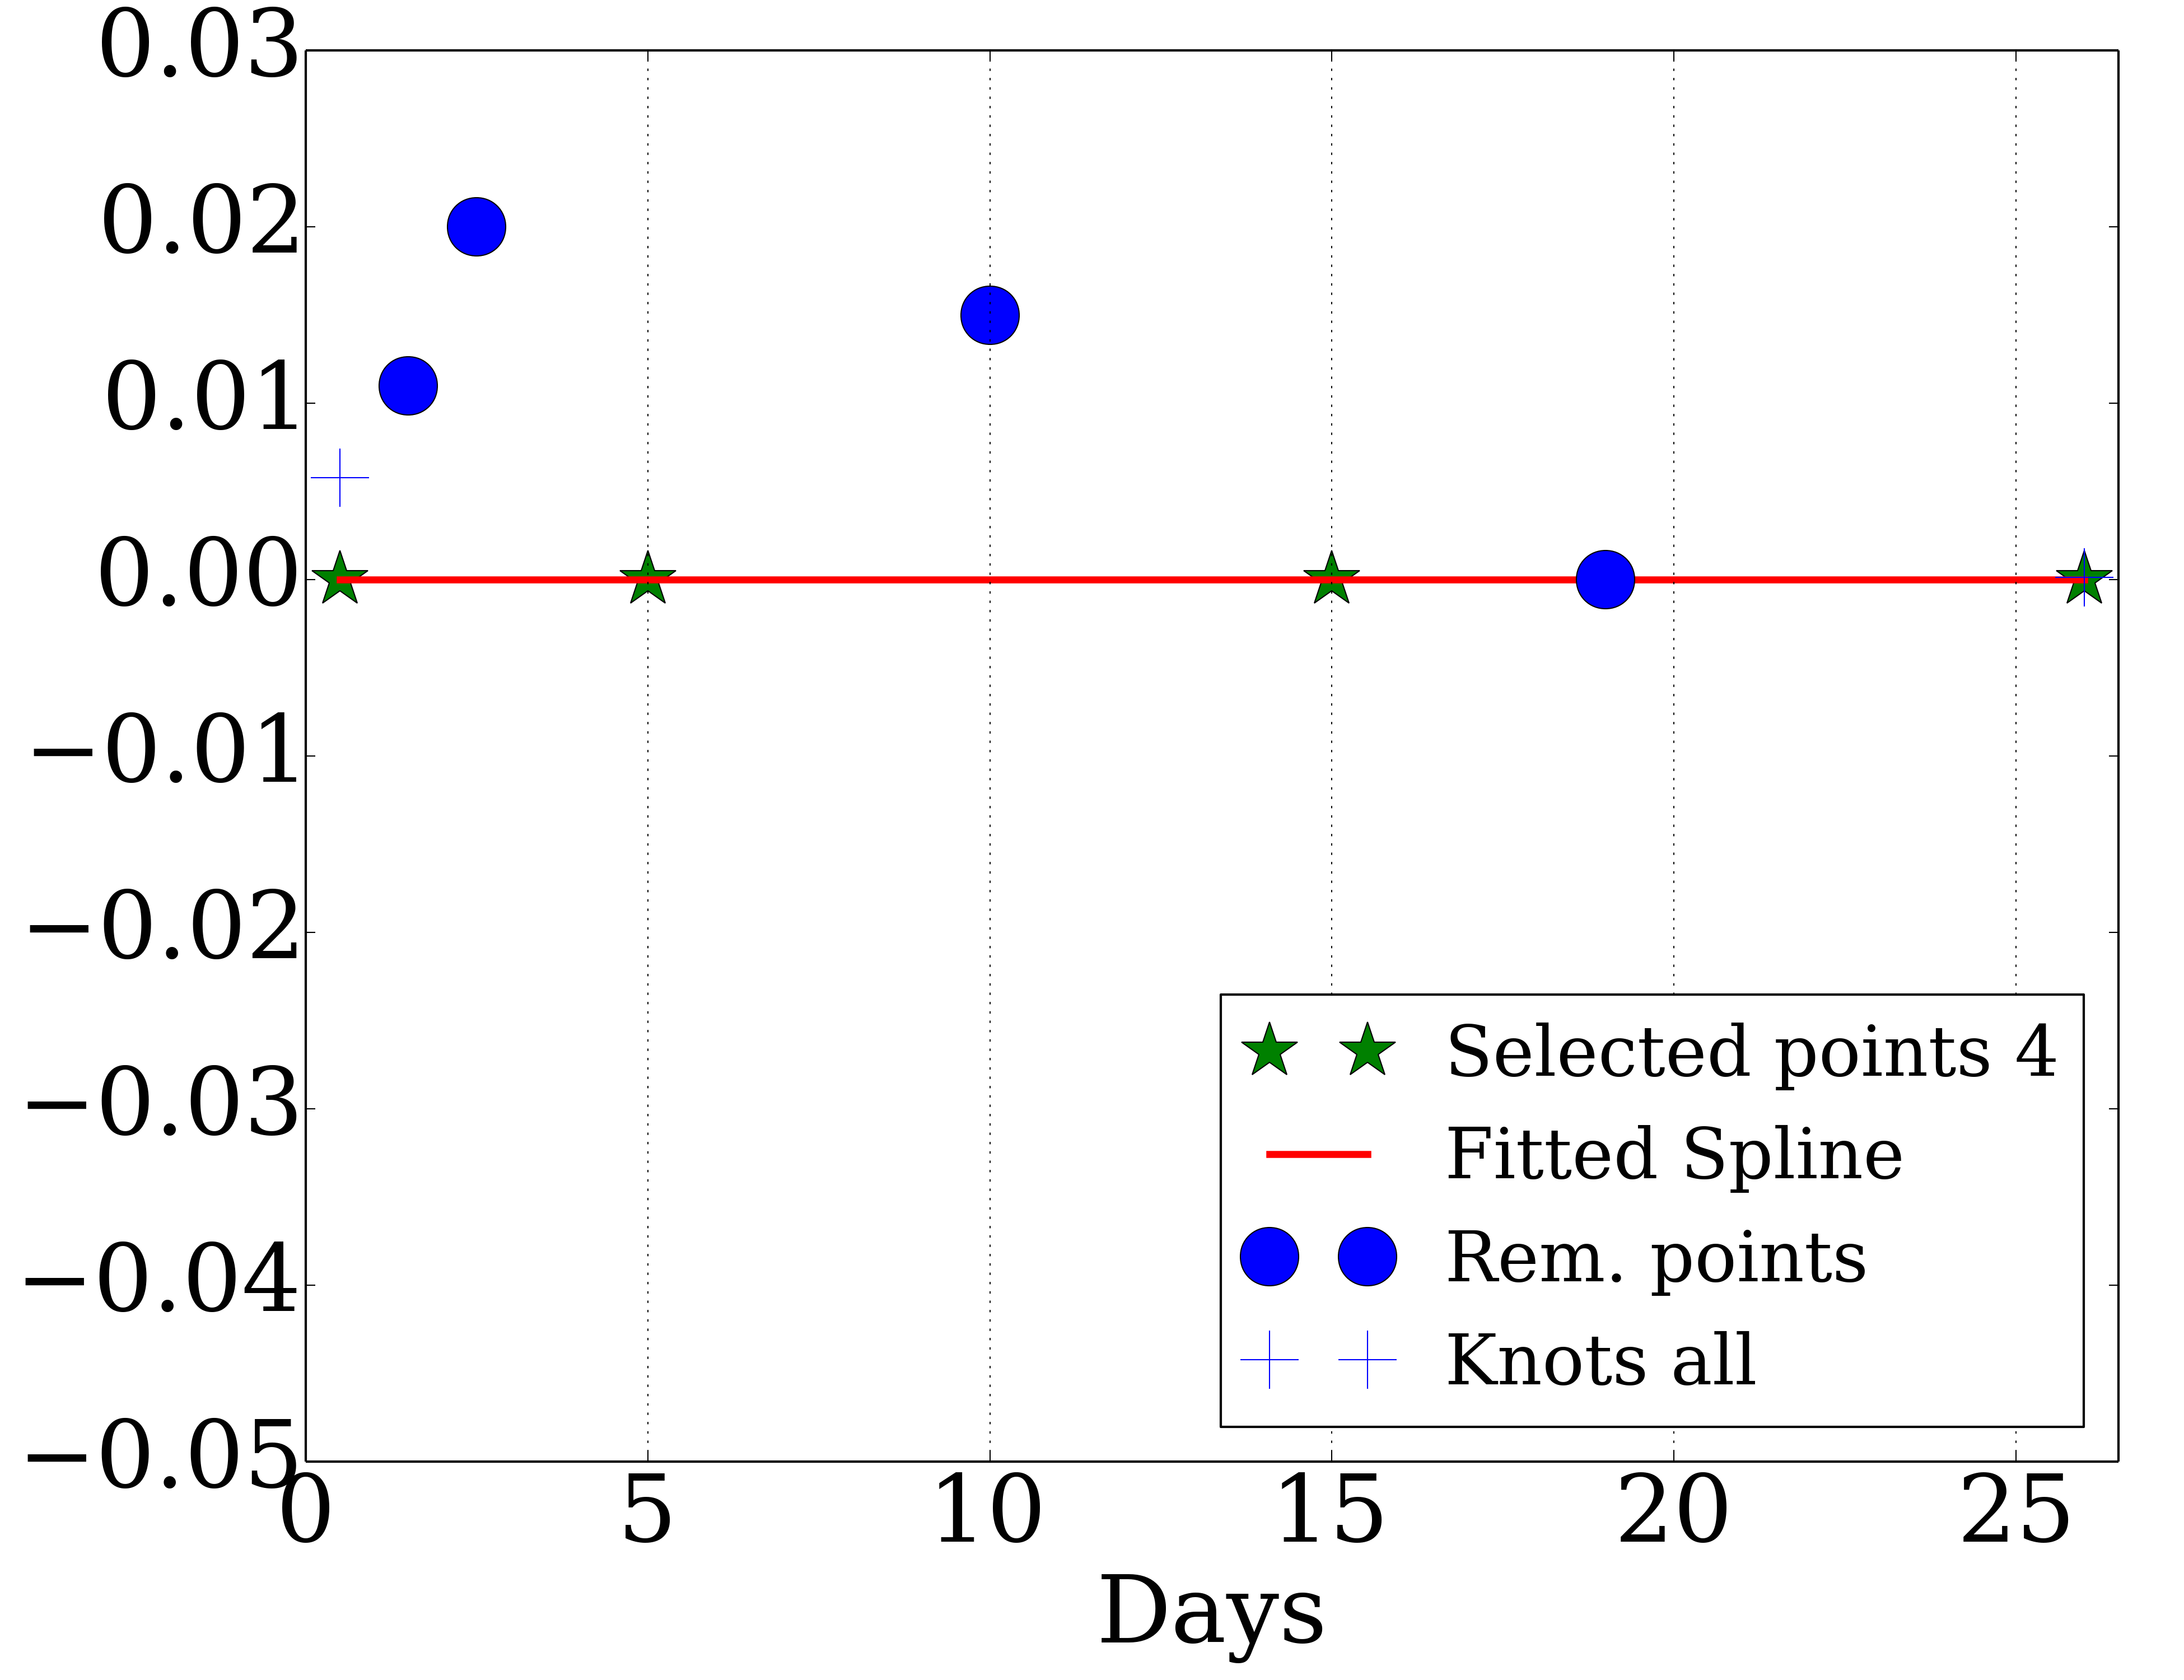 0.03
0.02
0.01
0.00
−0.01
−0.02
−0.03
−0.04
−0.05
0 5 10 15 20 25
Days
Selected points 4
Fitted Spline
Rem. points
Knots all